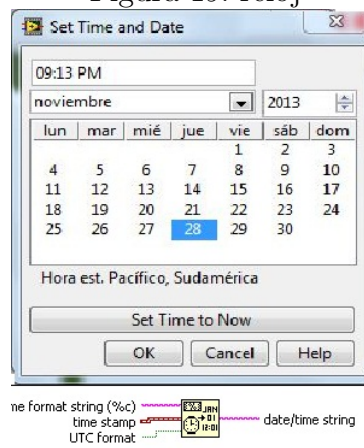 Set Time and Date
09:13 PM
noviembre 2013
lun mar mié jue vie sáb dom
1 2 3
4 5 6 7 8 9 10
11 12 13 14 15 16 17
18 19 20 21 22 23 24
25 26 27 28 29 30
Hora est. Pacífico, Sudamérica
Set Time to Now
OK Cancel Help
format string (%c)
time stamp date/time string
UTC format